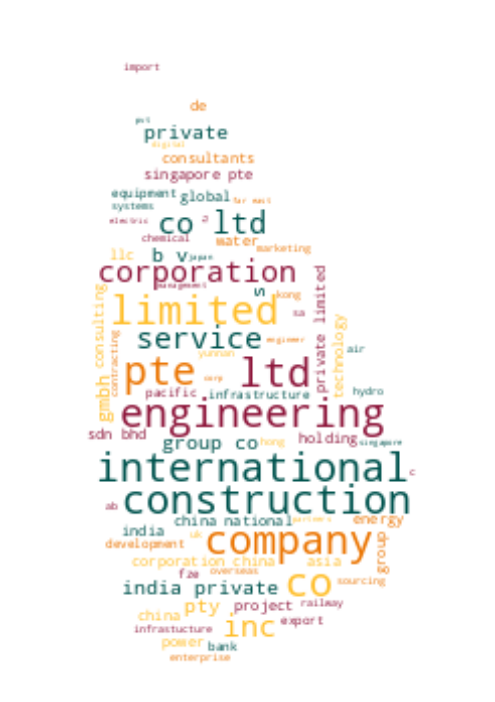 import
de
pvt
private
digital
consultants
singapore pte
equipment
global
far east
systems
electric
a
co ltd
chemical
water
marketing
llc
b v
japan
corporation
management
s
kong
limited
sa
private limited
consulting
service
engineer
technology
contracting
yunnan
air
pte
corp
ltd
hydro
gmbh
pacific
infrastructure
engineering
sdn bhd
group co
hong
holding
singapore
international
c
ab
construction
china national
partners
energy
india
uk
development
company
group
corporation china
asia
fze
overseas
sourcing
india private
co
pty
project
railway
china
inc
export
infrastucture
power
bank
enterprise